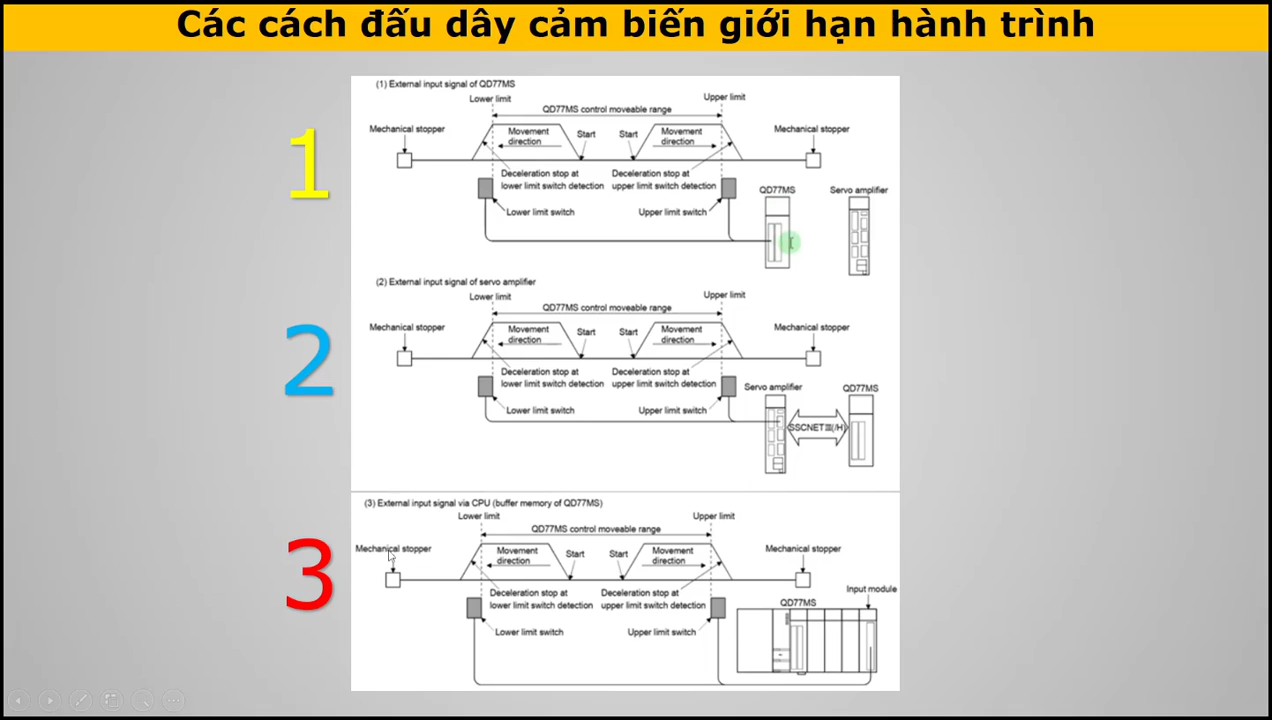 Các cách đấu dây cảm biến giới hạn hành trình
1
(1) External input signal of QD77MS
Lower limit
Upper limit
QD77MS control moveable range
Mechanical stopper
Movement
direction
Start
Start
Movement
direction
Mechanical stopper
Deceleration stop at
lower limit switch detection
Deceleration stop at
upper limit switch detection
QD77MS
Servo amplifier
Lower limit switch
Upper limit switch
2
(2) External input signal of servo amplifier
Lower limit
Upper limit
QD77MS control moveable range
Mechanical stopper
Movement
direction
Start
Start
Movement
direction
Mechanical stopper
Deceleration stop at
lower limit switch detection
Deceleration stop at
upper limit switch detection
Servo amplifier
QD77MS
Lower limit switch
Upper limit switch
SSCNETⅢ(/H)
3
(3) External input signal via CPU (buffer memory of QD77MS)
Lower limit
Upper limit
QD77MS control moveable range
Mechanical stopper
Movement
direction
Start
Start
Movement
direction
Mechanical stopper
Deceleration stop at
lower limit switch detection
Deceleration stop at
upper limit switch detection
Input module
QD77MS
Lower limit switch
Upper limit switch